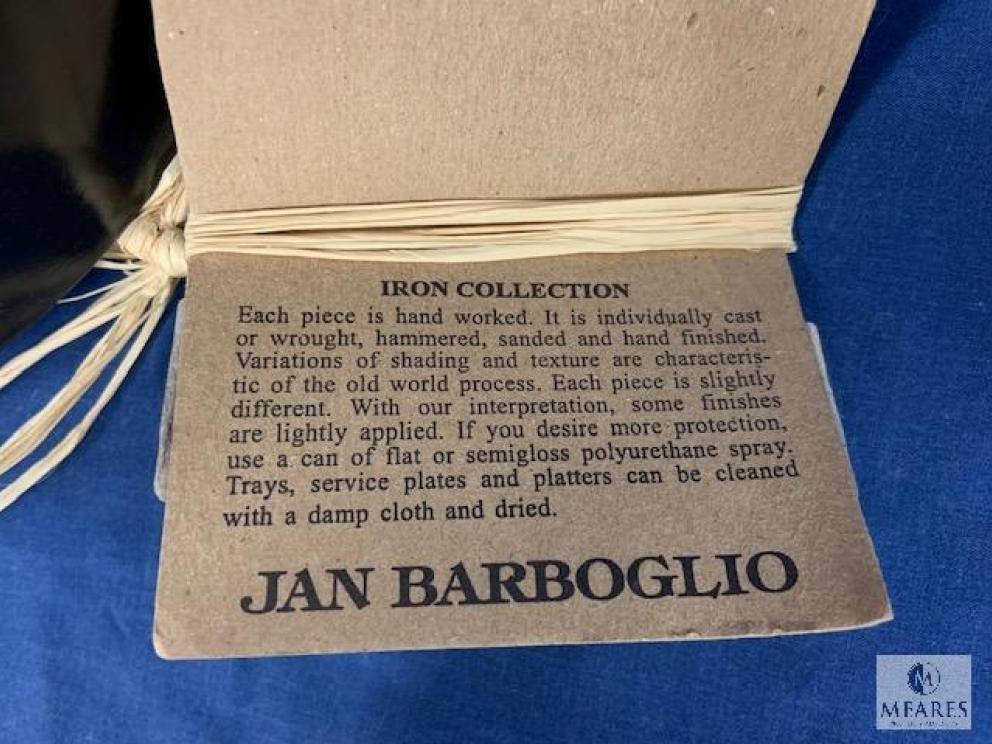 IRON COLLECTION
Each piece is hand worked. It is individually cast
or wrought, hammered, sanded and hand finished.
Variations of shading and texture are characteris-
tic of the old world process. Each piece is slightly
different. With our interpretation, some finishes
are lightly applied. If you desire more protection,
use a can of flat or semigloss polyurethane spray.
Trays, service plates and platters can be cleaned
with a damp cloth and dried.
JAN BARBOGLIO
M
MEARES